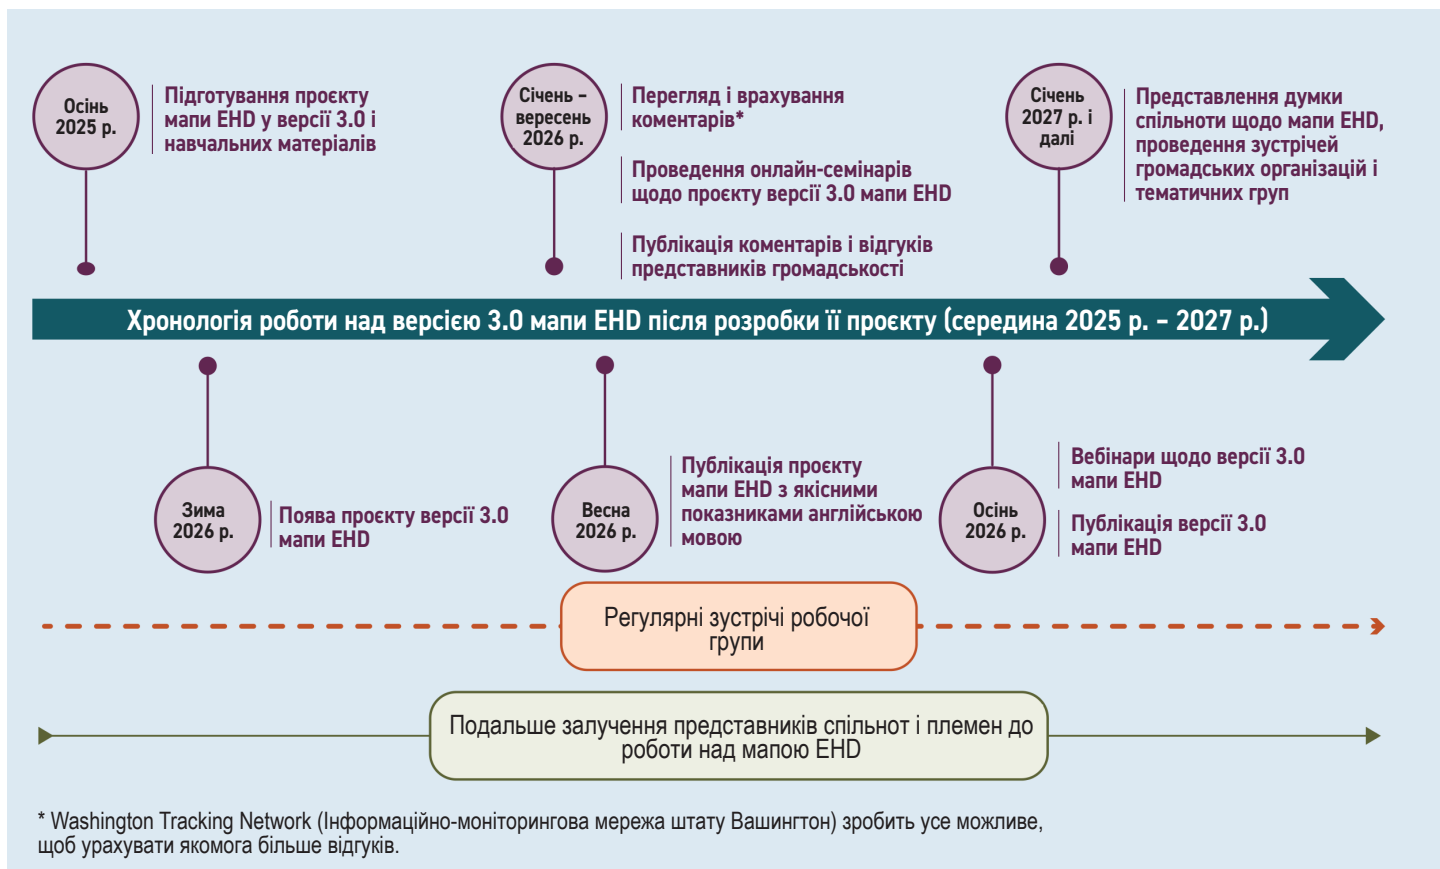 Осінь
2025 р.
Підготування проєкту
мапи EHD у версії 3.0 і
навчальних матеріалів
Січень –
вересень
2026 р.
Перегляд і врахування
коментарів*
Проведення онлайн-семінарів
щодо проєкту версії 3.0 мапи EHD
Публікація коментарів і відгуків
представників громадськості
Січень
2027 р. і
далі
Представлення думки
спільноти щодо мапи EHD,
проведення зустрічей
громадських організацій і
тематичних груп
Хронологія роботи над версією 3.0 мапи EHD після розробки її проєкту (середина 2025 р. – 2027 р.)
Зима
2026 р.
Поява проєкту версії 3.0
мапи EHD
Весна
2026 р.
Публікація проєкту
мапи EHD з якісними
показниками англійською
мовою
Осінь
2026 р.
Вебінари щодо версії 3.0
мапи EHD
Публікація версії 3.0
мапи EHD
Регулярні зустрічі робочої
групи
Подальше залучення представників спільнот і племен до
роботи над мапою EHD
* Washington Tracking Network (Інформаційно-моніторингова мережа штату Вашингтон) зробить усе можливе,
щоб урахувати якомога більше відгуків.